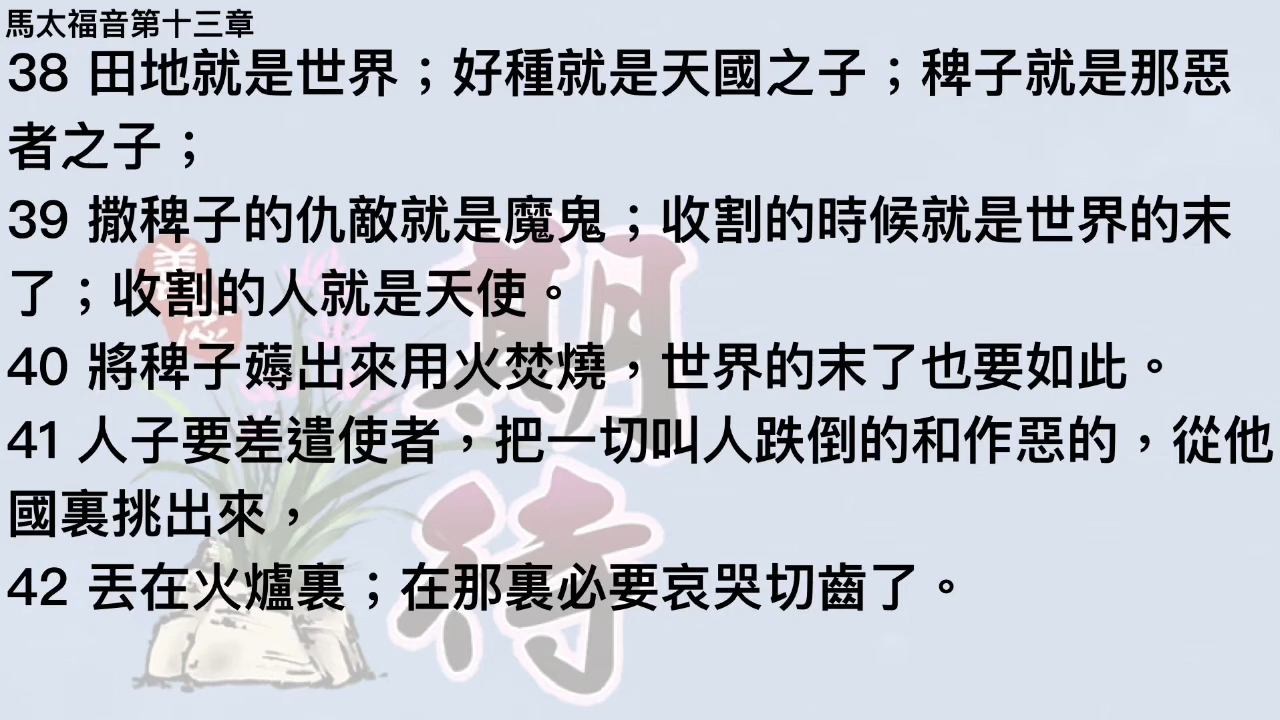 馬太福音第十三章
38 田地就是世界；好種就是天國之子；稗子就是那惡
者之子；
39 撒稗子的仇敵就是魔鬼；收割的時候就是世界的末
了；收割的人就是天使。
40 將稗子薅出來用火焚燒，世界的末了也要如此。
41 人子要差遣使者，把一切叫人跌倒的和作惡的，從他
國裏挑出來，
42 丟在火爐裏；在那裏必要哀哭切齒了。
期
待